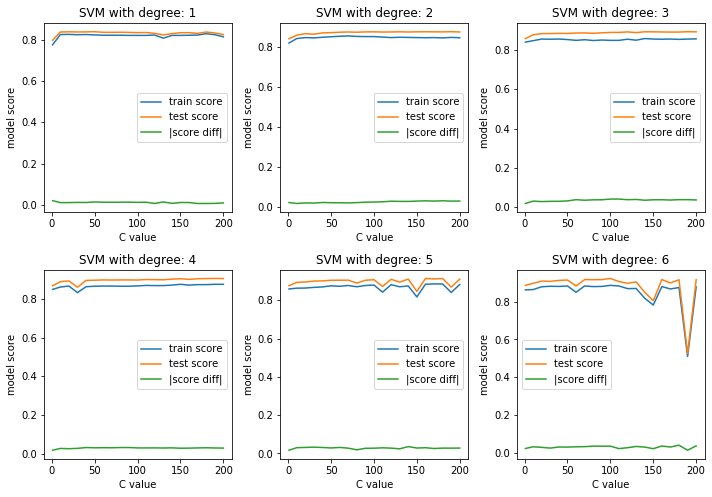 SVM with degree: 1
model score
0.8
0.6
0.4
0.2
0.0
train score
test score
|score diff|
0 50 100 150 200
C value
SVM with degree: 2
model score
0.8
0.6
0.4
0.2
0.0
train score
test score
|score diff|
0 50 100 150 200
C value
SVM with degree: 3
model score
0.8
0.6
0.4
0.2
0.0
train score
test score
|score diff|
0 50 100 150 200
C value
SVM with degree: 4
model score
0.8
0.6
0.4
0.2
0.0
train score
test score
|score diff|
0 50 100 150 200
C value
SVM with degree: 5
model score
0.8
0.6
0.4
0.2
0.0
train score
test score
|score diff|
0 50 100 150 200
C value
SVM with degree: 6
model score
0.8
0.6
0.4
0.2
0.0
train score
test score
|score diff|
0 50 100 150 200
C value